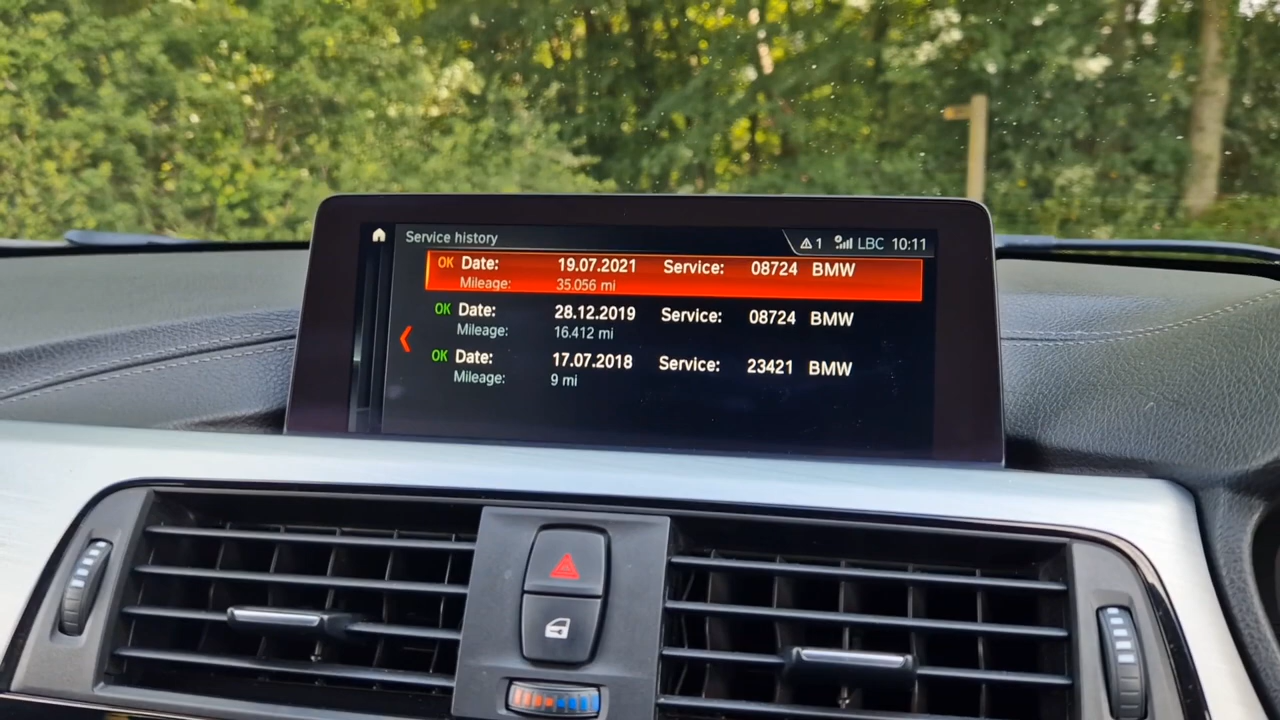 Service history 1 LBC 10:11
OK Date: 19.07.2021 Service: 08724 BMW
Mileage: 35.056 mi
OK Date: 28.12.2019 Service: 08724 BMW
Mileage: 16.412 mi
OK Date: 17.07.2018 Service: 23421 BMW
Mileage: 9 mi